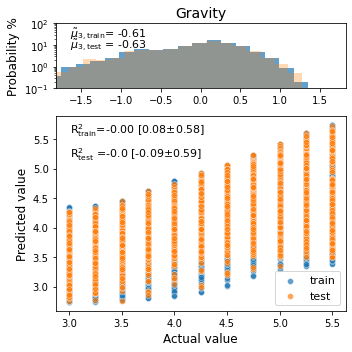 Gravity
Probability %
10²
10¹
10⁰
10⁻¹
μ̃₃, train = -0.61
μ̃₃, test = -0.63
−1.5 −1.0 −0.5 0.0 0.5 1.0 1.5
R²train=-0.00 [0.08±0.58]
R²test =-0.0 [-0.09±0.59]
Predicted value
5.5
5.0
4.5
4.0
3.5
3.0
train
test
3.0 3.5 4.0 4.5 5.0 5.5
Actual value